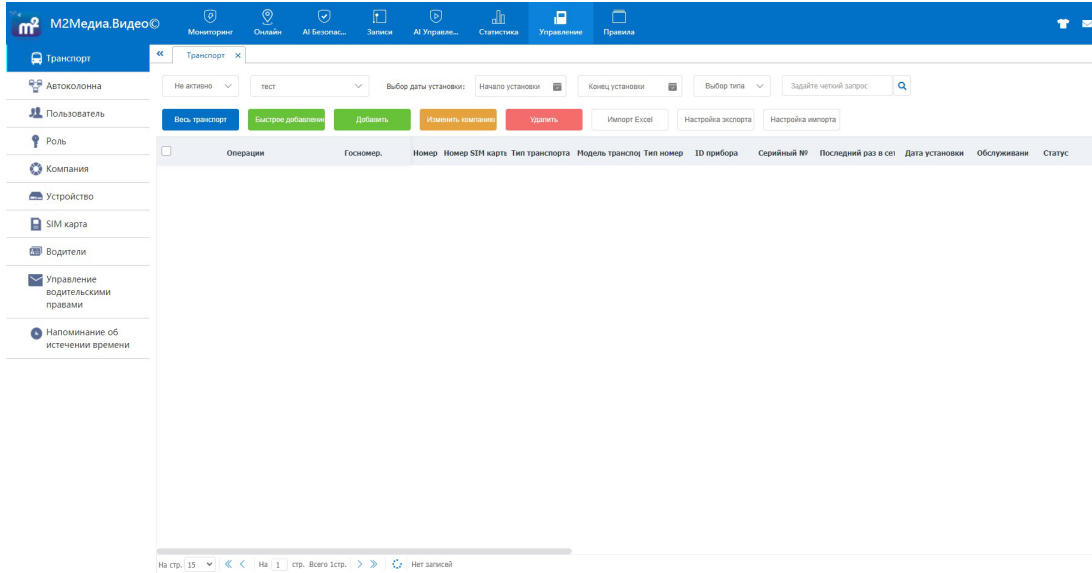 m²
М2Медиа.Видео©
Мониторинг
Онлайн
AI Безопас...
Записи
AI Управле...
Статистика
Управление
Правила
Транспорт
Автоколонна
Пользователь
Роль
Компания
Устройство
SIM карта
Водители
Управление
водительскими
правами
Напоминание об
истечении времени
Транспорт
Не активно
тест
Выбор даты установки:
Начало установки
Конец установки
Выбор типа
Задайте четкий запрос
Весь транспорт
Быстрое добавлени
Добавить
Изменить компанию
Удалить
Импорт Excel
Настройка экспорта
Настройка импорта
Операции
Госномер.
Номер
Номер SIM карть
Тип транспорта
Модель транспор
Тип номер
ID прибора
Серийный №
Последний раз в сет
Дата установки
Обслуживани
Статус
На стр. 15 На 1 стр. Всего 1стр. Нет записей